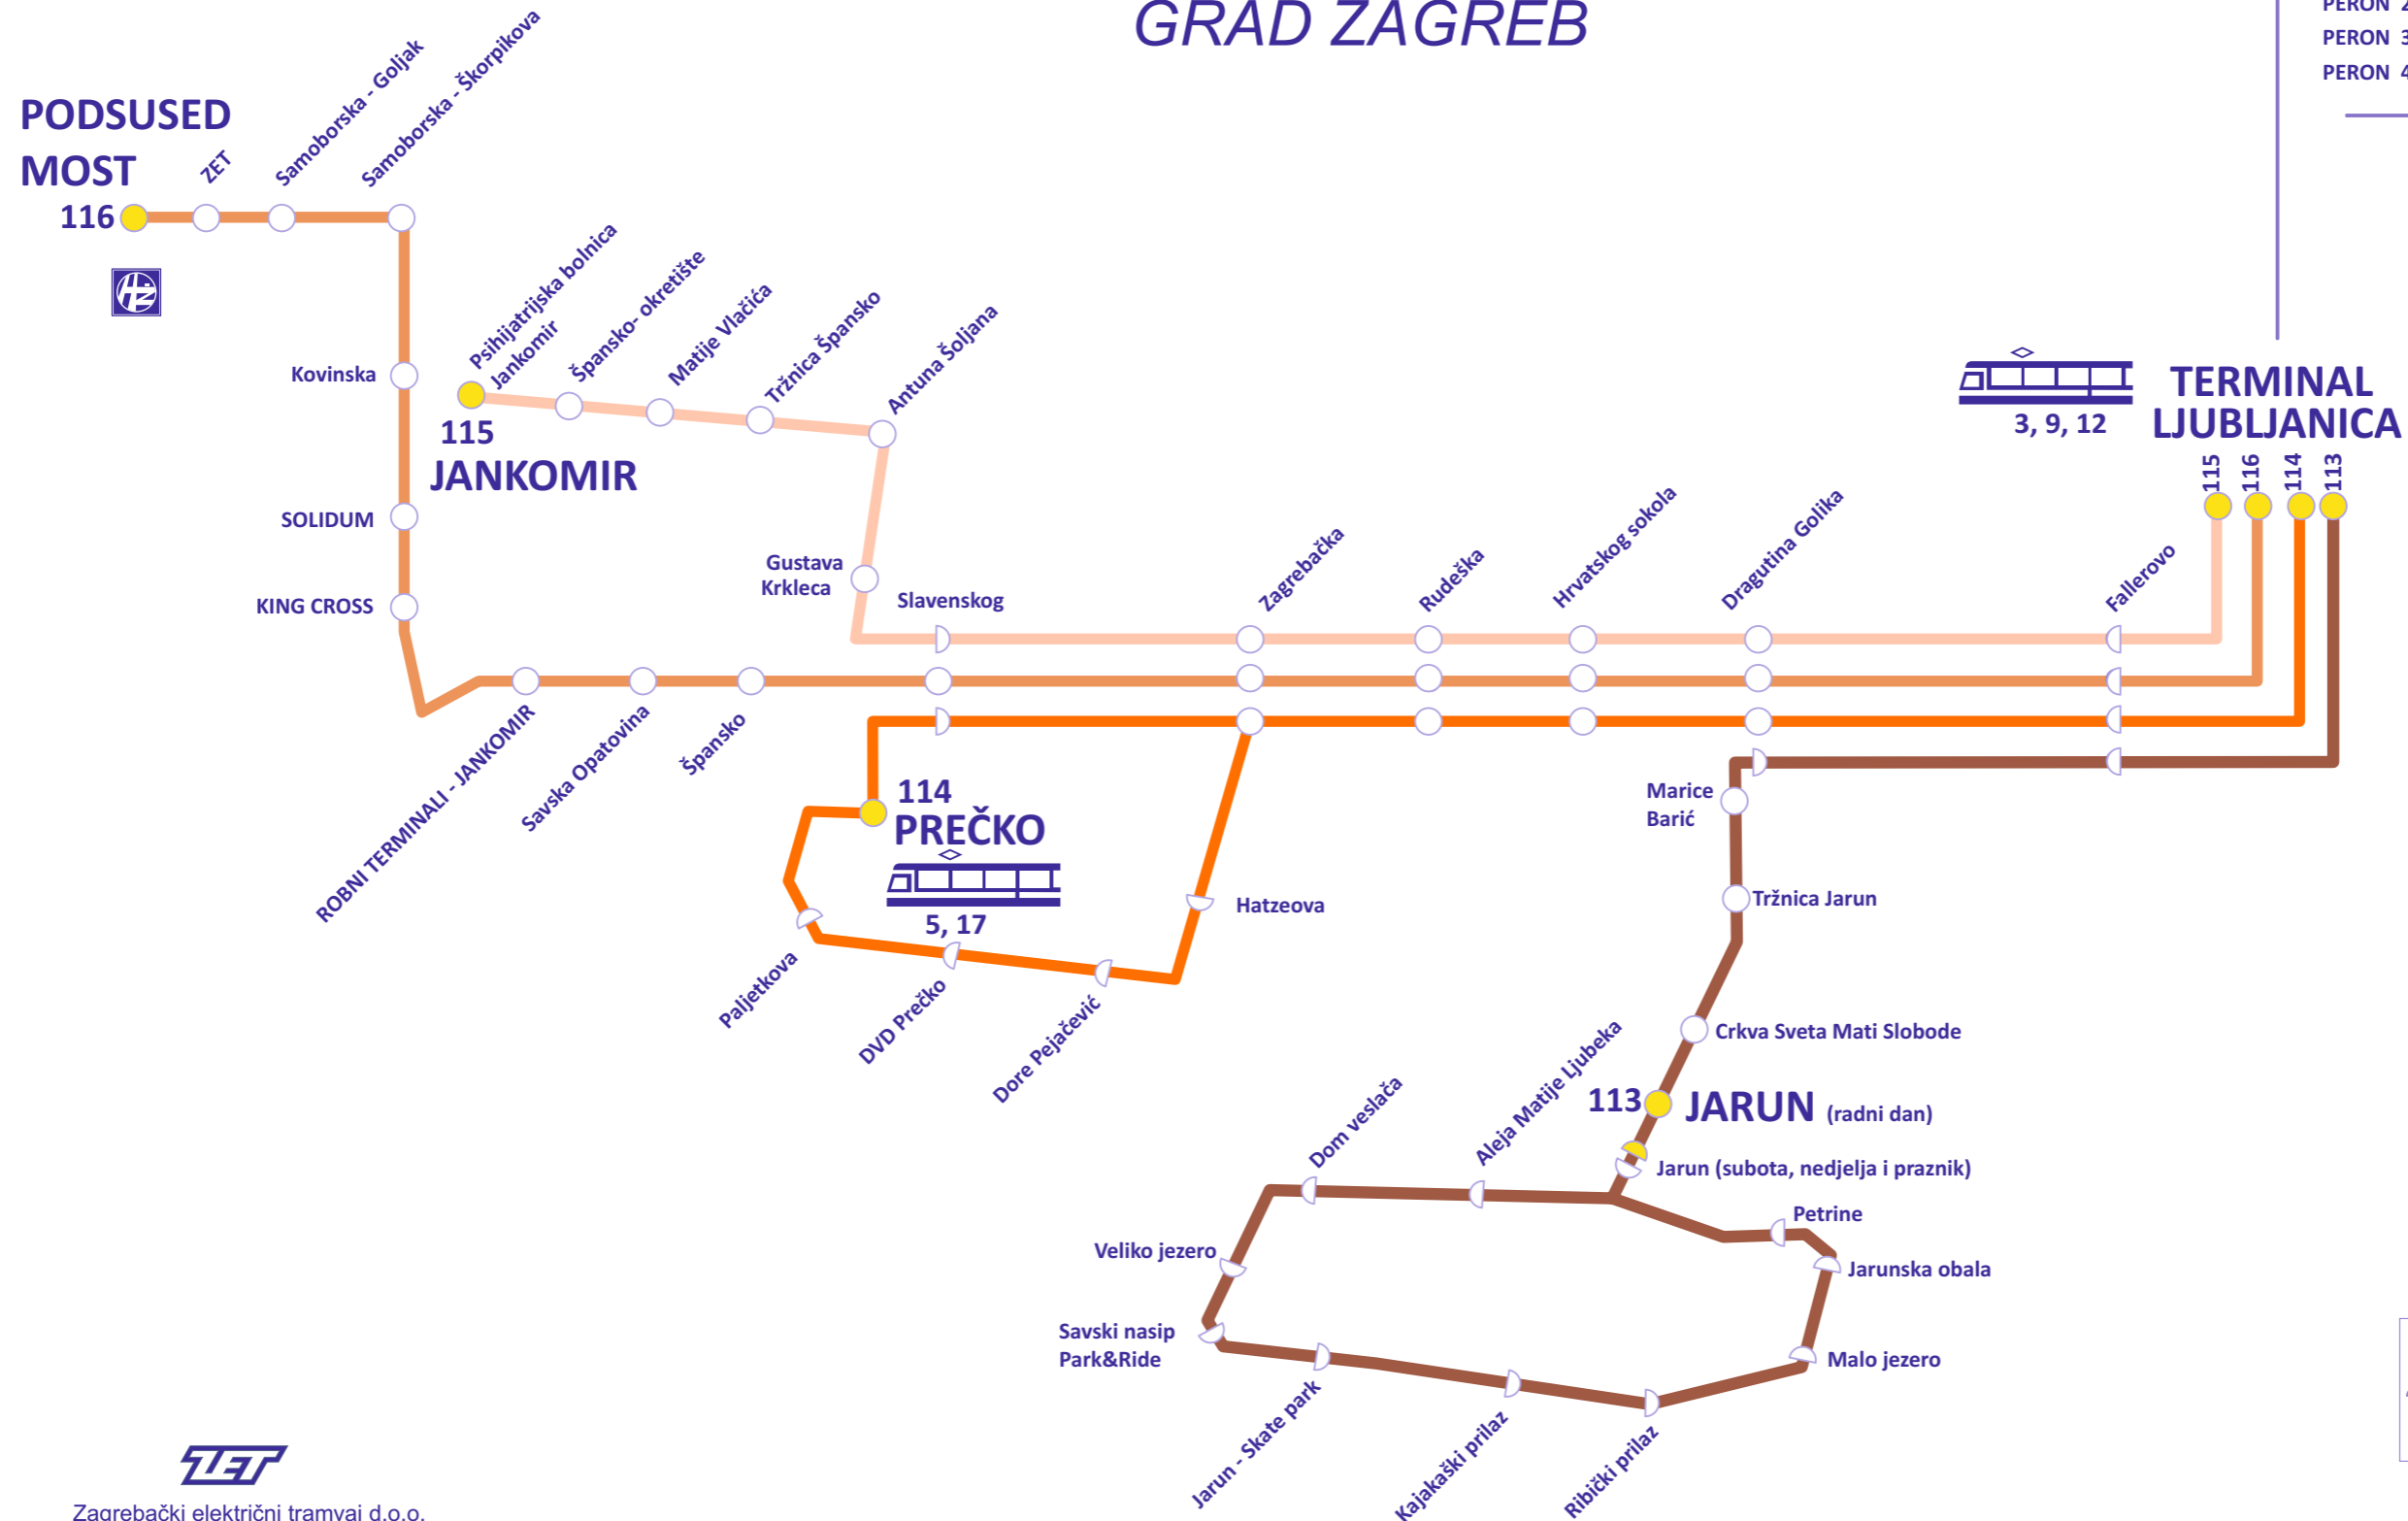 GRAD ZAGREB
PERON 2
PERON 3
PERON 4
PODSUSED
MOST
116
ZET
Samoborska - Goljak
Samoborska - Škorpikova
HŽ
Kovinska
SOLIDUM
KING CROSS
Psihijatrijska bolnica
Jankomir
Špansko- okretište
Matije Vlačića
Tržnica Špansko
Antuna Šoljana
115
JANKOMIR
Gustava
Krkleca
Slavenskog
Zagrebačka
Rudeška
Hrvatskog sokola
Dragutina Golika
Fallerovo
3, 9, 12
TERMINAL
LJUBLJANICA
115
116
114
113
ROBNI TERMINALI - JANKOMIR
Savska Opatovina
Špansko
114
PREČKO
5, 17
Paljetkova
DVD Prečko
Dore Pejačević
Hatzeova
Marice
Barić
Tržnica Jarun
Crkva Sveta Mati Slobode
113
JARUN (radni dan)
Jarun (subota, nedjelja i praznik)
Dom veslača
Aleja Matije Ljubeka
Petrine
Jarunska obala
Malo jezero
Veliko jezero
Savski nasip
Park&Ride
Jarun - Skate park
Kajakaški prilaz
Ribički prilaz
ZET
Zagrebački električni tramvaj d.o.o.